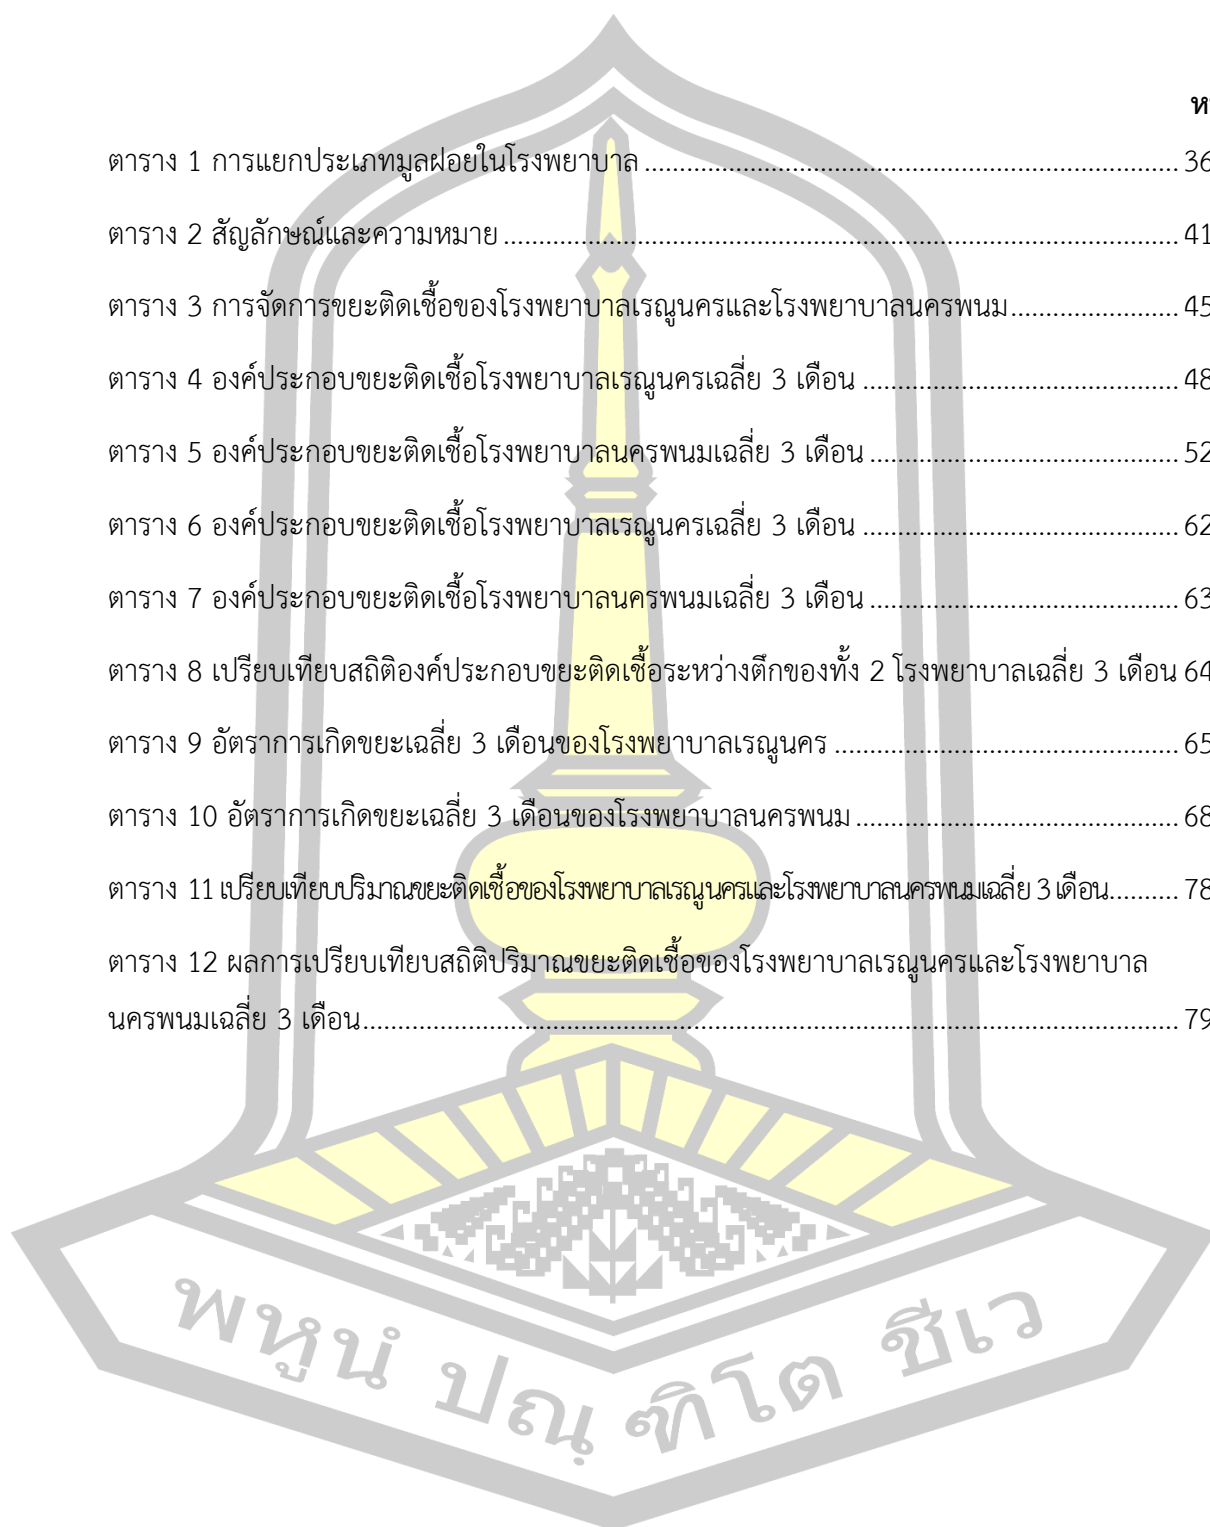 ตาราง 1 การแยกประเภทมูลฝอยในโรงพยาบาล ........................................ 36
ตาราง 2 สัญลักษณ์และความหมาย ........................................ 41
ตาราง 3 การจัดการขยะติดเชื้อของโรงพยาบาลเรณูนครและโรงพยาบาลนครพนม........................ 45
ตาราง 4 องค์ประกอบขยะติดเชื้อโรงพยาบาลเรณูนครเฉลี่ย 3 เดือน ........................................ 48
ตาราง 5 องค์ประกอบขยะติดเชื้อโรงพยาบาลนครพนมเฉลี่ย 3 เดือน ........................................ 52
ตาราง 6 องค์ประกอบขยะติดเชื้อโรงพยาบาลเรณูนครเฉลี่ย 3 เดือน ........................................ 62
ตาราง 7 องค์ประกอบขยะติดเชื้อโรงพยาบาลนครพนมเฉลี่ย 3 เดือน ........................................ 63
ตาราง 8 เปรียบเทียบสถิติองค์ประกอบขยะติดเชื้อระหว่างตึกของทั้ง 2 โรงพยาบาลเฉลี่ย 3 เดือน 64
ตาราง 9 อัตราการเกิดขยะเฉลี่ย 3 เดือนของโรงพยาบาลเรณูนคร ........................................ 65
ตาราง 10 อัตราการเกิดขยะเฉลี่ย 3 เดือนของโรงพยาบาลนครพนม ........................................ 68
ตาราง 11 เปรียบเทียบปริมาณขยะติดเชื้อของโรงพยาบาลเรณูนครและโรงพยาบาลนครพนมเฉลี่ย 3 เดือน.......... 78
ตาราง 12 ผลการเปรียบเทียบสถิติปริมาณขยะติดเชื้อของโรงพยาบาลเรณูนครและโรงพยาบาล
นครพนมเฉลี่ย 3 เดือน........................................ 79
พหูนํ ปณฺฑิโต ชีเว